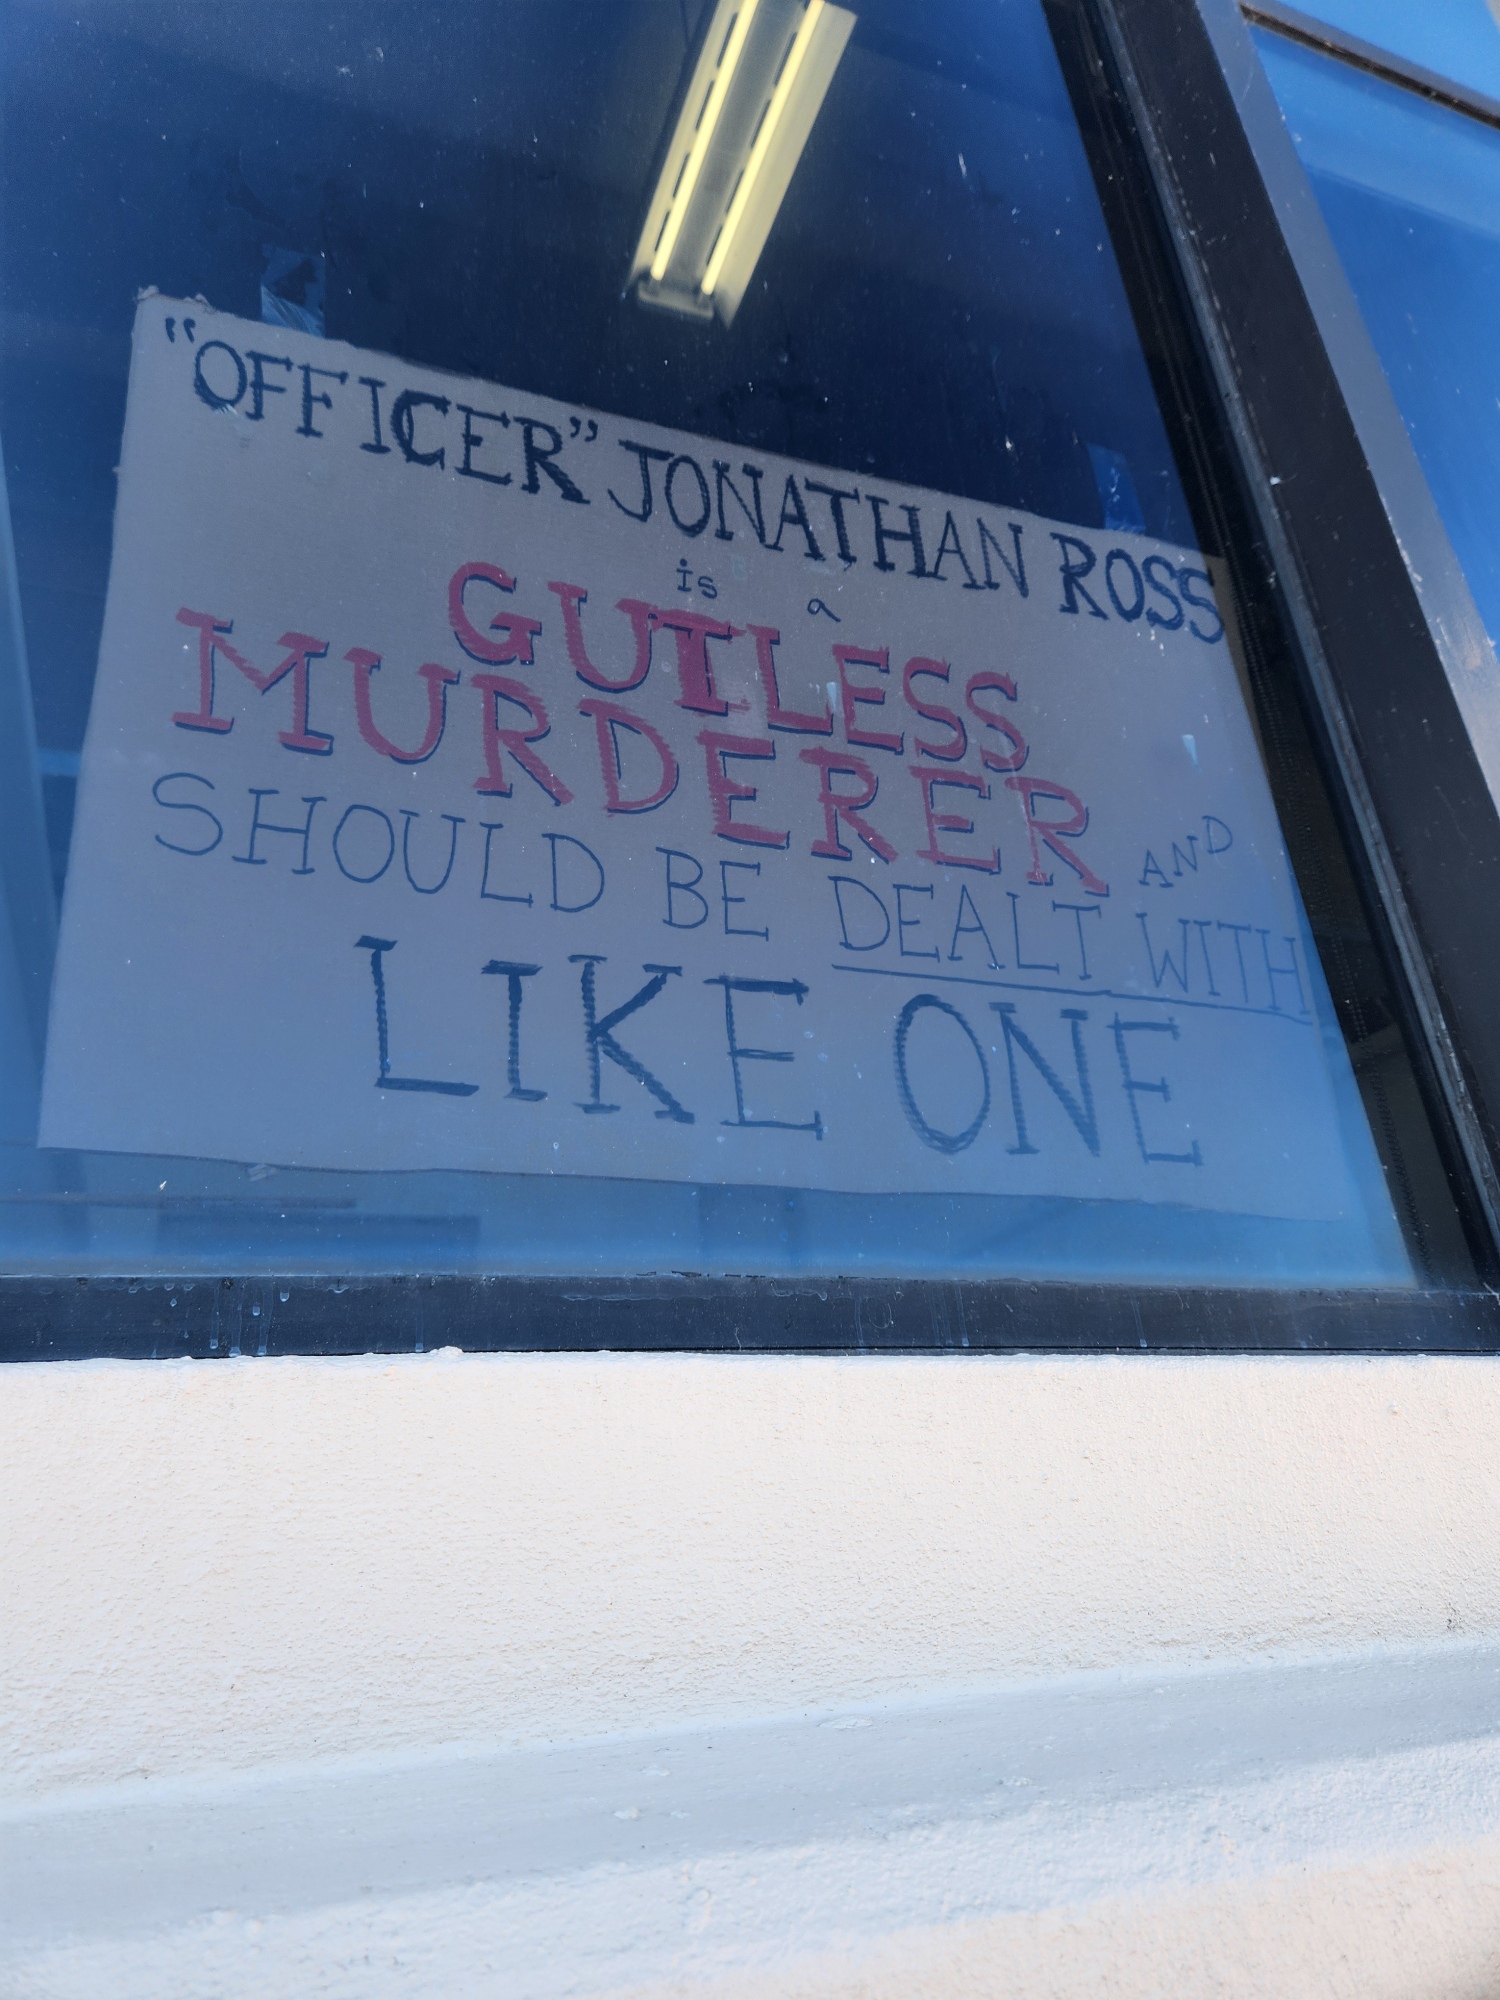 "OFFICER" JONATHAN ROSS
is a
GUTLESS
MURDERER AND
SHOULD BE DEALT WITH
LIKE ONE